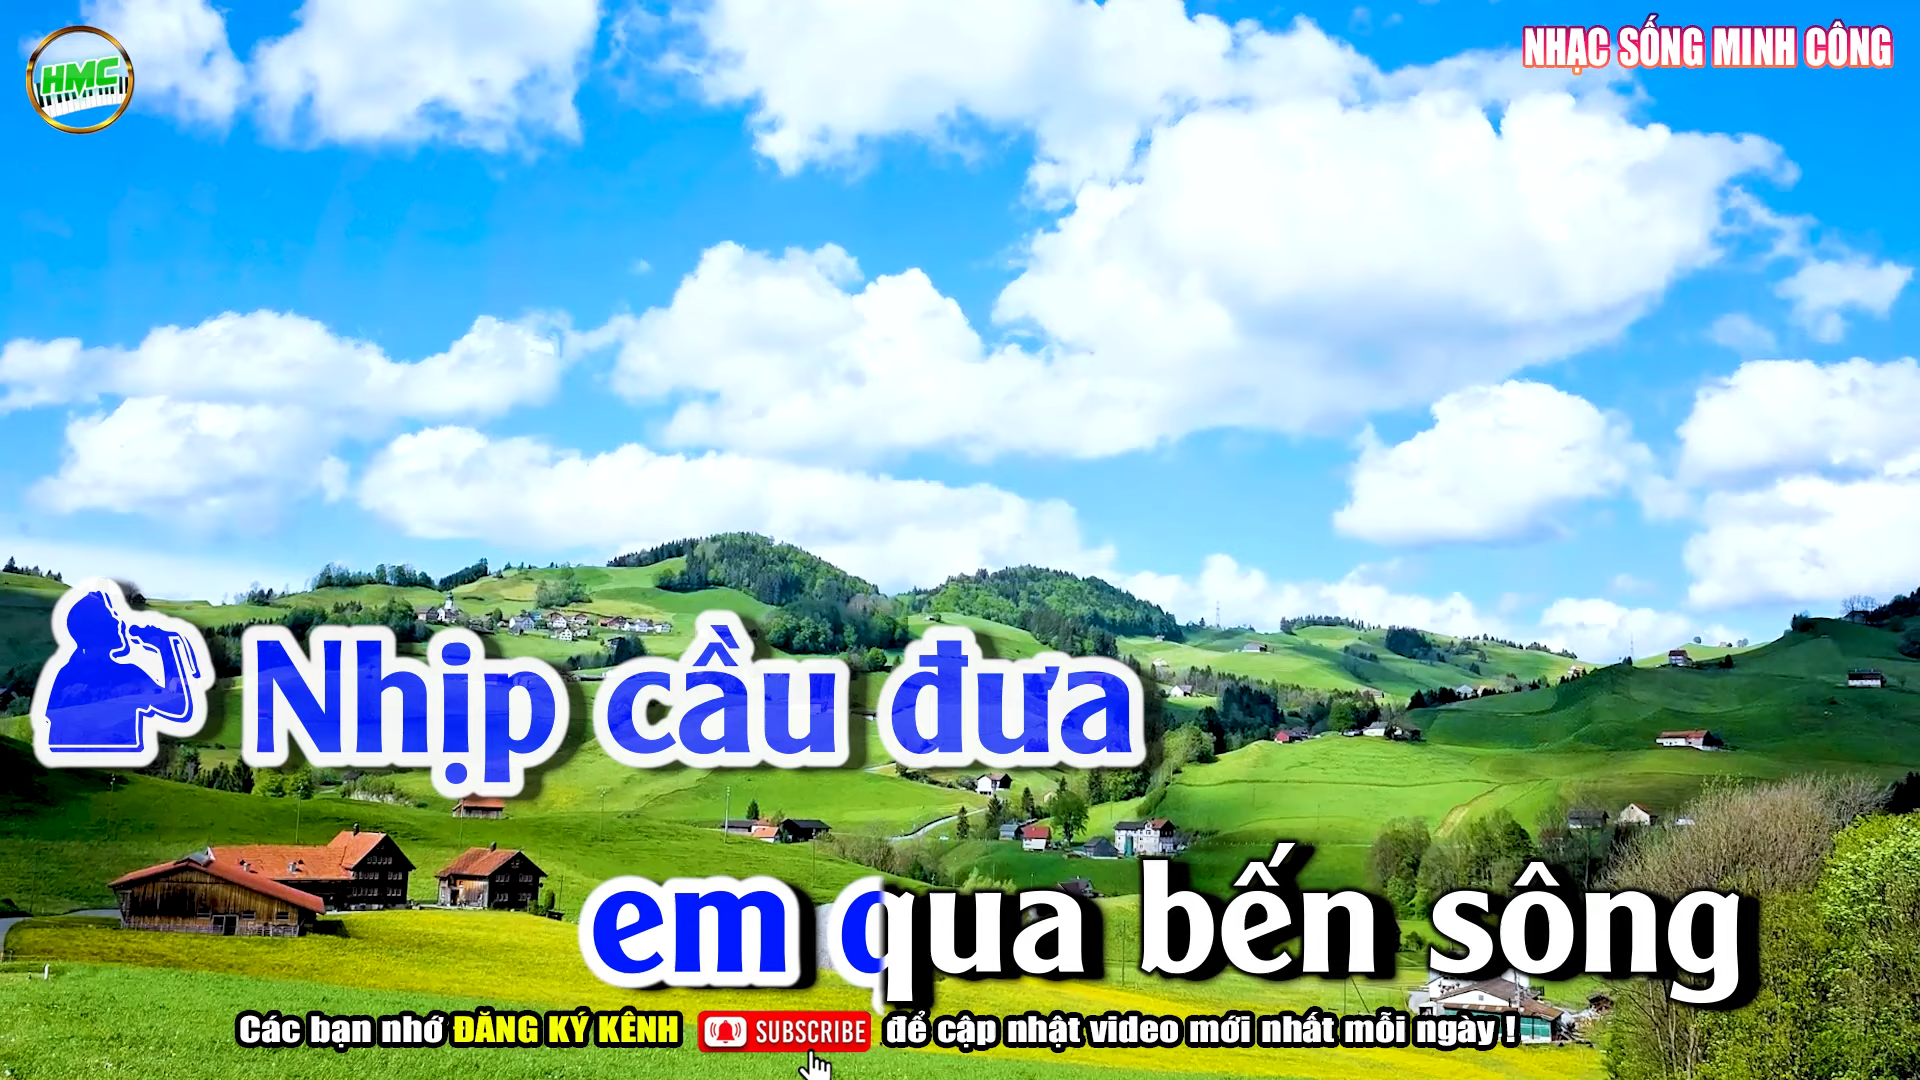 HMC
NHẠC SỐNG MINH CÔNG
Nhịp cầu đưa
em qua bến sông
Các bạn nhớ ĐĂNG KÝ KÊNH SUBSCRIBE để cập nhật video mới nhất mỗi ngày !